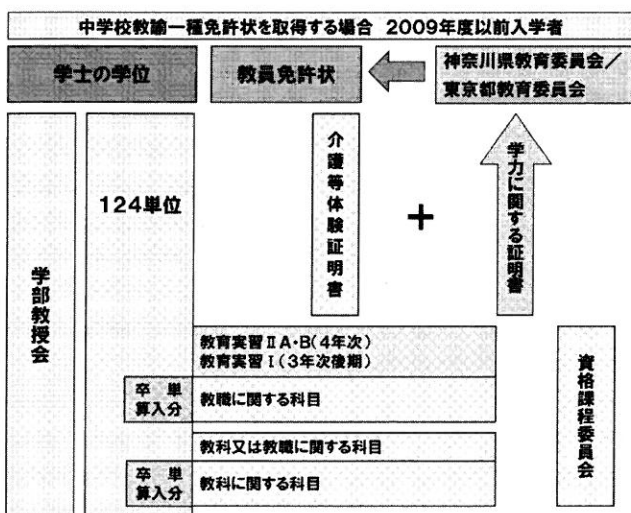 中学校教諭一種免許状を取得する場合 2009年度以前入学者
学士の学位
教員免許状
神奈川県教育委員会／
東京都教育委員会
学部教授会
124単位
介護等体験証明書
+
学力に関する証明書
教育実習ⅡA・B(4年次)
教育実習Ⅰ(3年次後期)
卒単
算入分
教職に関する科目
教科又は教職に関する科目
卒単
算入分
教科に関する科目
資格課程委員会